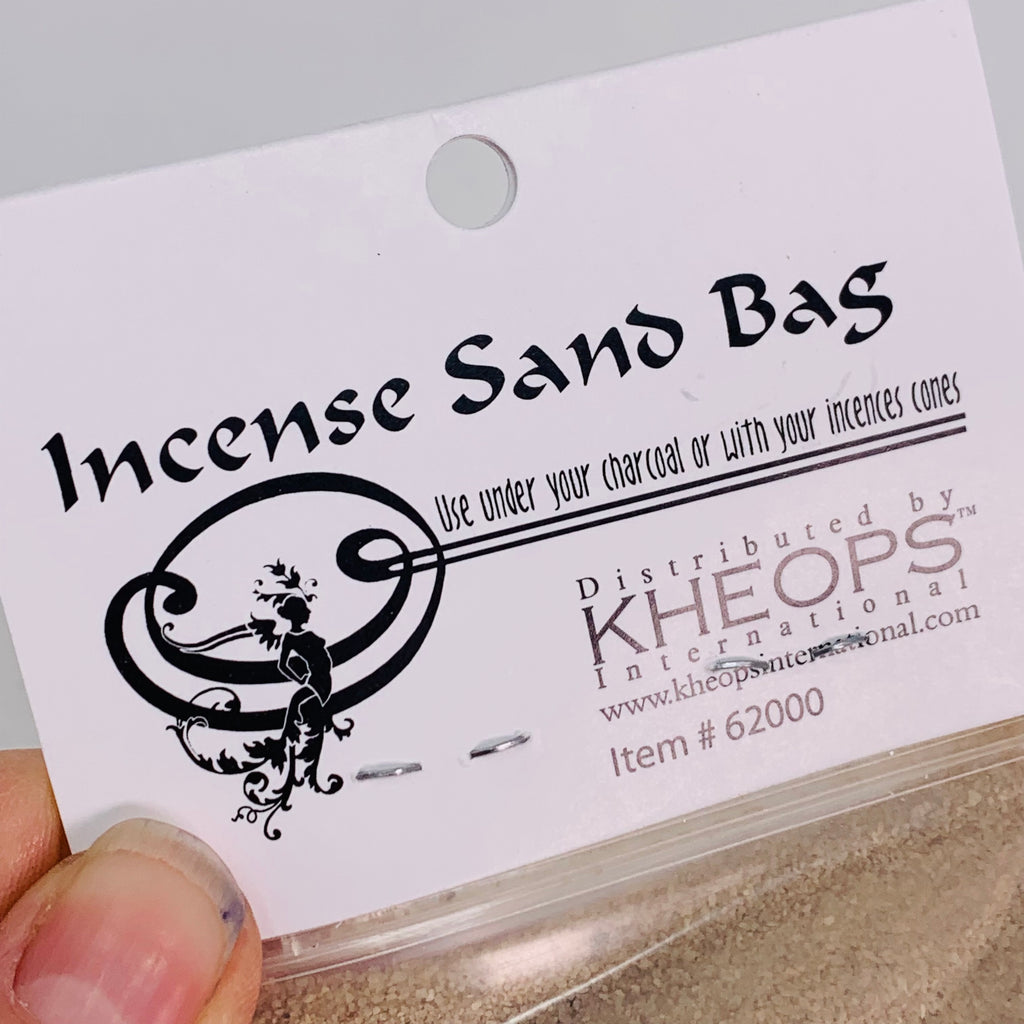 Incense Sand Bag
Use under your charcoal or with your incences cones
Distributed by
KHEOPS™
International
www.kheopsinternational.com
Item # 62000